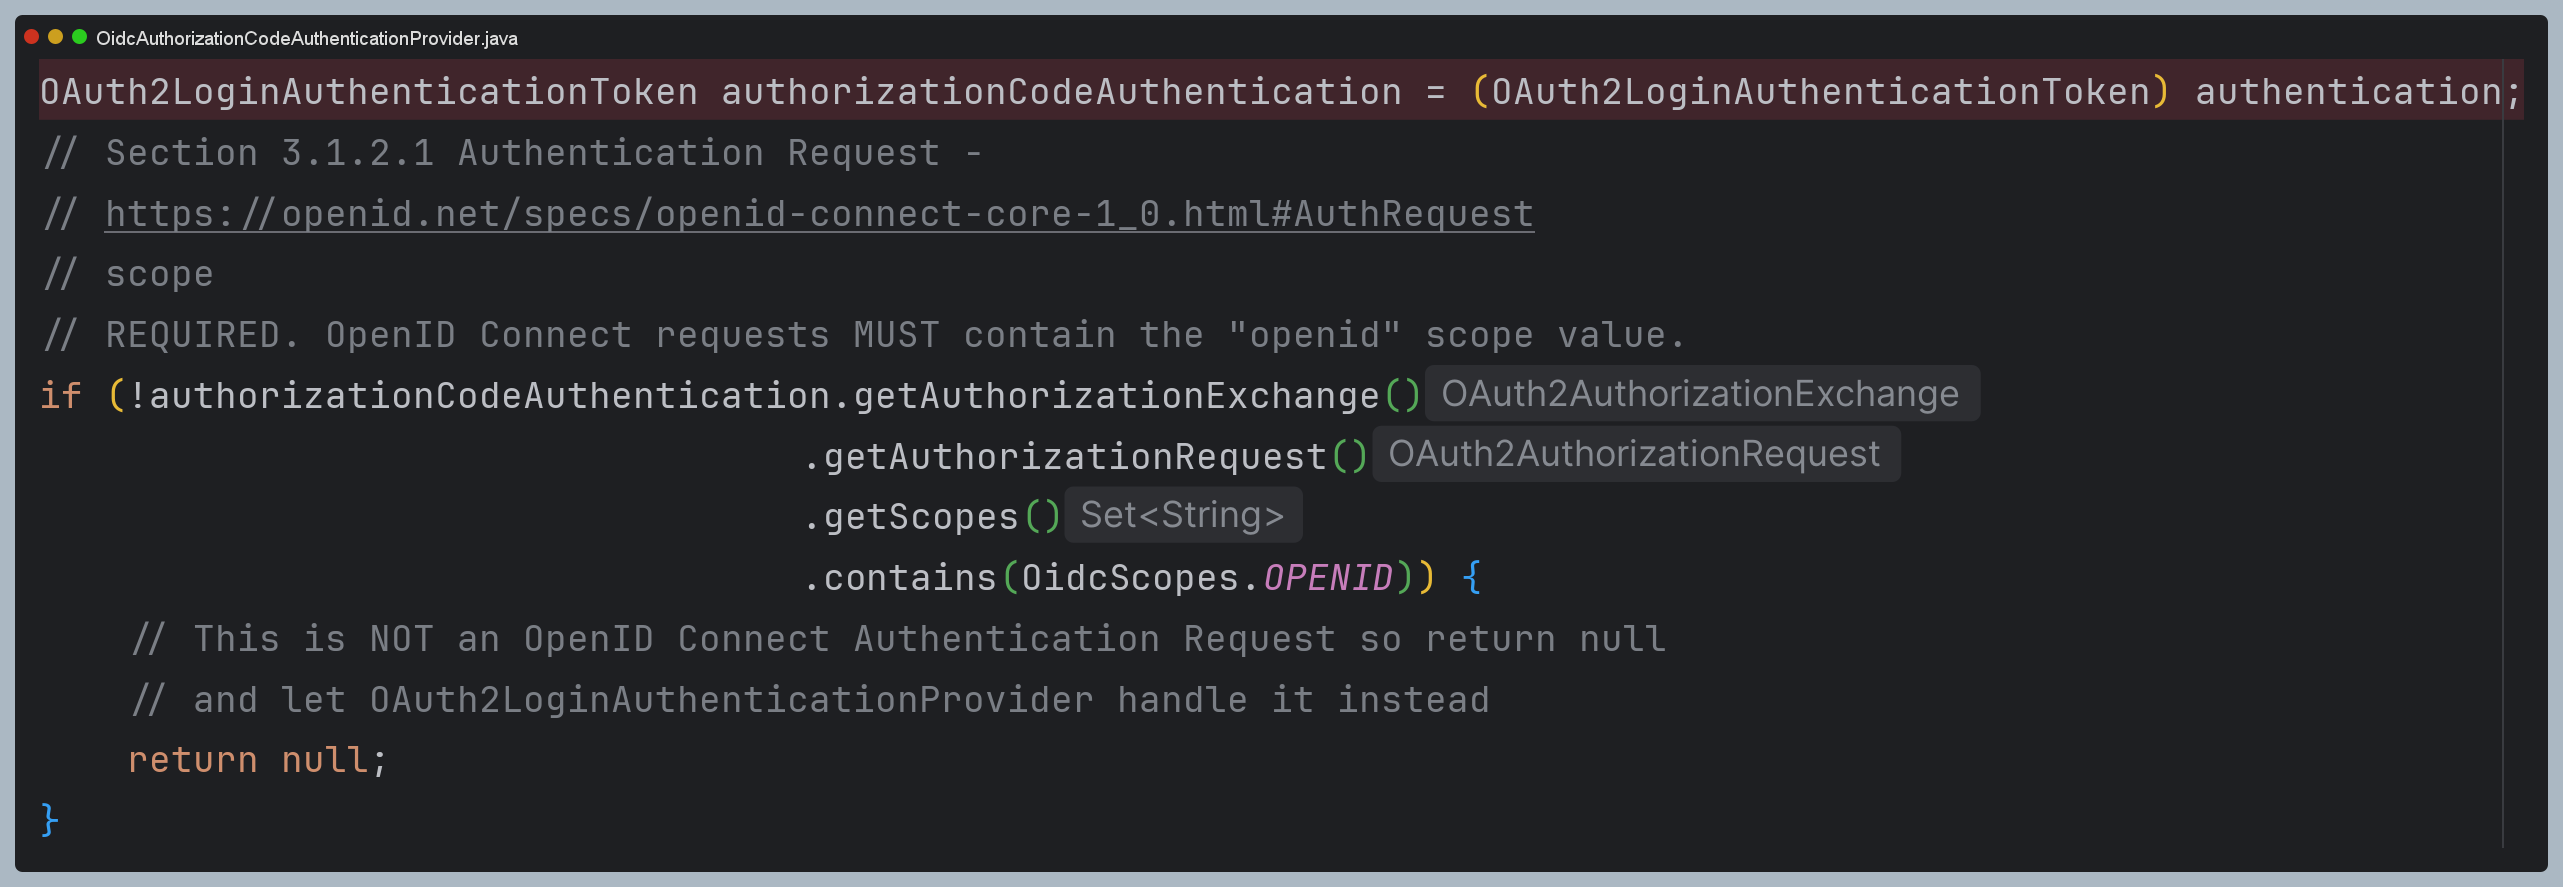 OidcAuthorizationCodeAuthenticationProvider.java
OAuth2LoginAuthenticationToken authorizationCodeAuthentication = (OAuth2LoginAuthenticationToken) authentication;
// Section 3.1.2.1 Authentication Request -
// https://openid.net/specs/openid-connect-core-1_0.html#AuthRequest
// scope
// REQUIRED. OpenID Connect requests MUST contain the "openid" scope value.
if (!authorizationCodeAuthentication.getAuthorizationExchange() OAuth2AuthorizationExchange
.getAuthorizationRequest() OAuth2AuthorizationRequest
.getScopes() Set<String>
.contains(OidcScopes.OPENID)) {
// This is NOT an OpenID Connect Authentication Request so return null
// and let OAuth2LoginAuthenticationProvider handle it instead
return null;
}